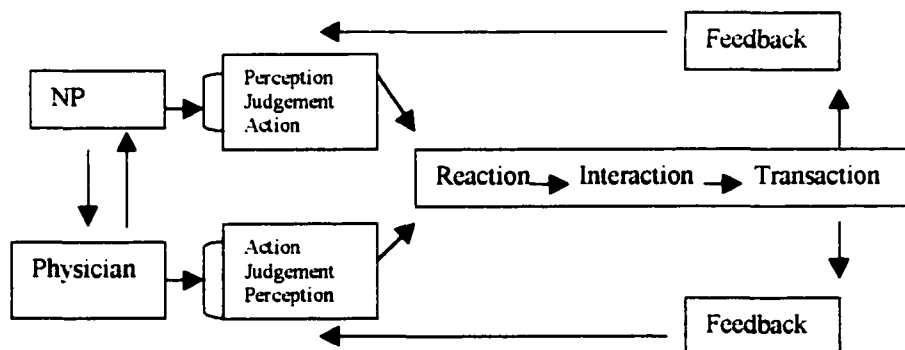 Feedback
NP
Perception
Judgement
Action
Reaction Interaction Transaction
Physician
Action
Judgement
Perception
Feedback